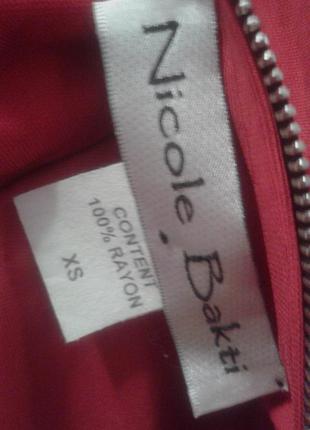 Nicole Bakti
CONTENT
100% RAYON
XS